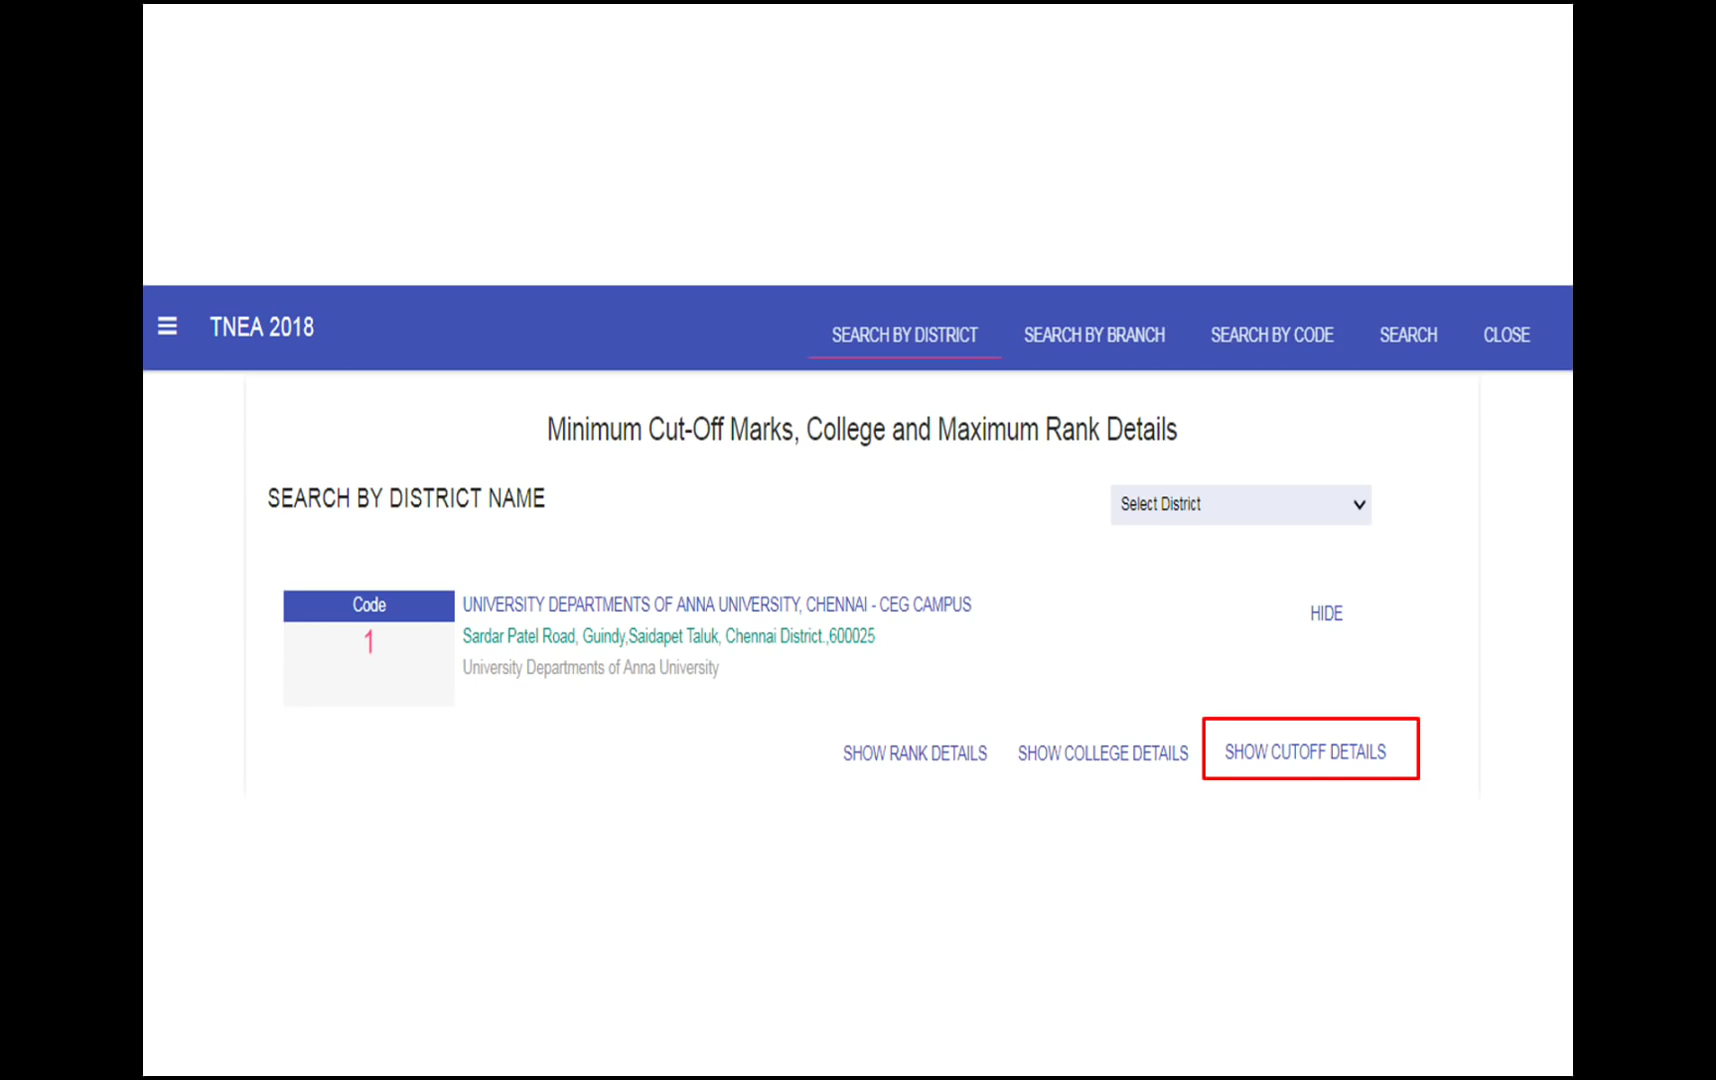 TNEA 2018
SEARCH BY DISTRICT SEARCH BY BRANCH SEARCH BY CODE SEARCH CLOSE
Minimum Cut-Off Marks, College and Maximum Rank Details
SEARCH BY DISTRICT NAME
Select District
Code
1
UNIVERSITY DEPARTMENTS OF ANNA UNIVERSITY, CHENNAI - CEG CAMPUS
Sardar Patel Road, Guindy,Saidapet Taluk, Chennai District.,600025
University Departments of Anna University
HIDE
SHOW RANK DETAILS SHOW COLLEGE DETAILS SHOW CUTOFF DETAILS